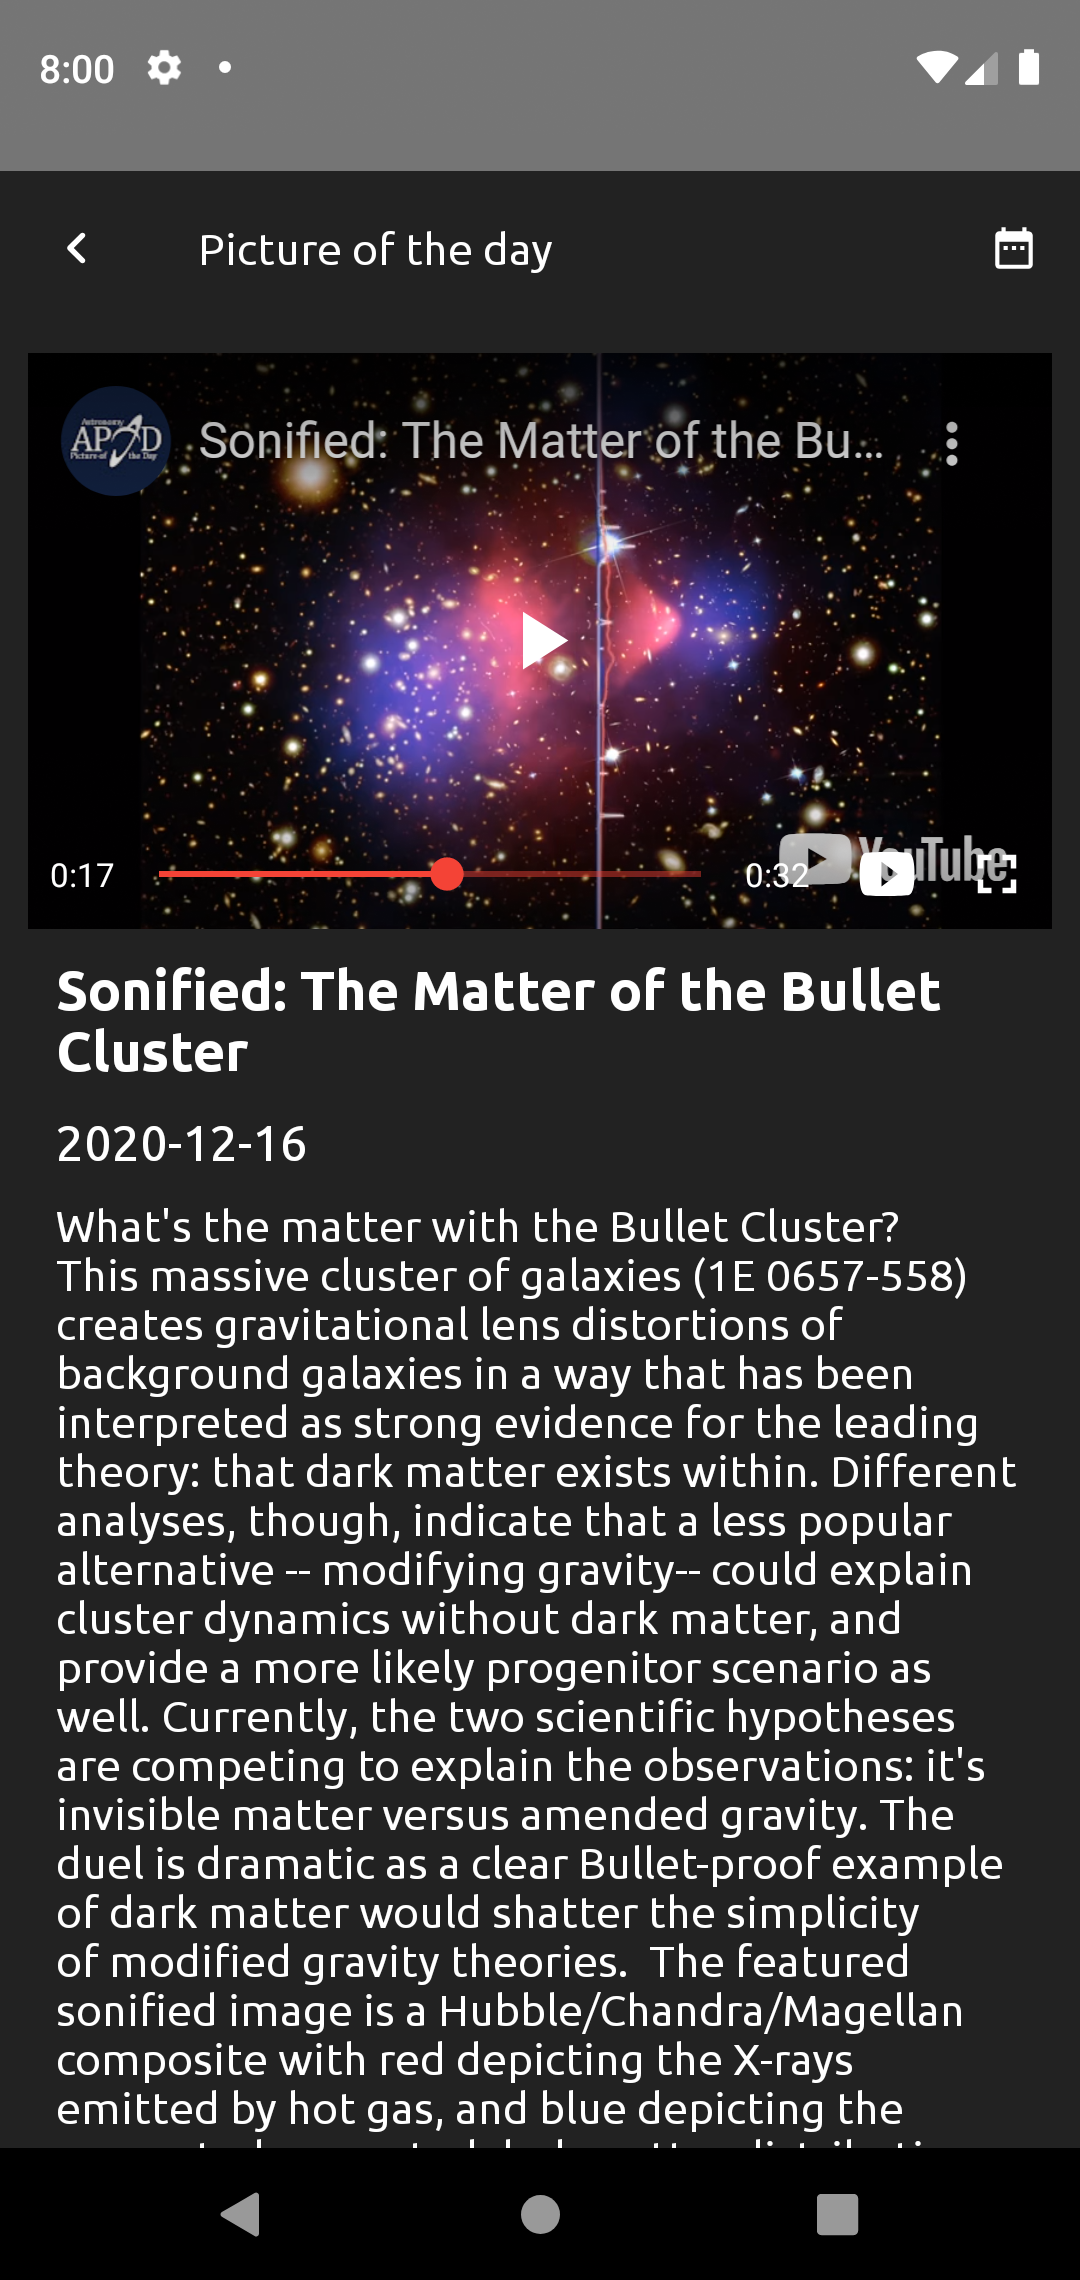 8:00
Picture of the day
Astronomy
APOD
Picture of the Day
Sonified: The Matter of the Bu...
YouTube
0:17
0:32
Sonified: The Matter of the Bullet
Cluster
2020-12-16
What's the matter with the Bullet Cluster?
This massive cluster of galaxies (1E 0657-558)
creates gravitational lens distortions of
background galaxies in a way that has been
interpreted as strong evidence for the leading
theory: that dark matter exists within. Different
analyses, though, indicate that a less popular
alternative -- modifying gravity-- could explain
cluster dynamics without dark matter, and
provide a more likely progenitor scenario as
well. Currently, the two scientific hypotheses
are competing to explain the observations: it's
invisible matter versus amended gravity. The
duel is dramatic as a clear Bullet-proof example
of dark matter would shatter the simplicity
of modified gravity theories.  The featured
sonified image is a Hubble/Chandra/Magellan
composite with red depicting the X-rays
emitted by hot gas, and blue depicting the